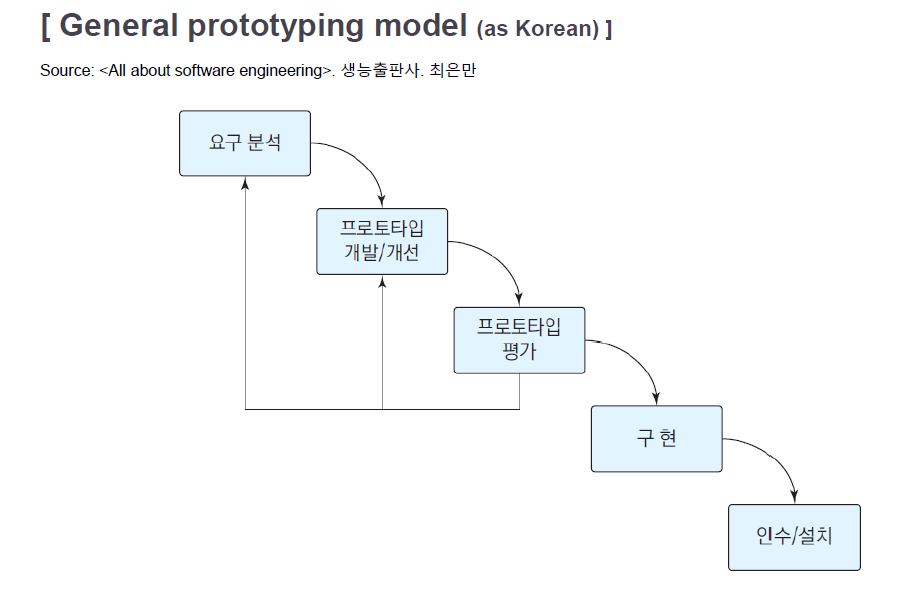 [ General prototyping model (as Korean) ]
Source: <All about software engineering>. 생능출판사. 최은만
요구 분석
프로토타입
개발/개선
프로토타입
평가
구 현
인수/설치